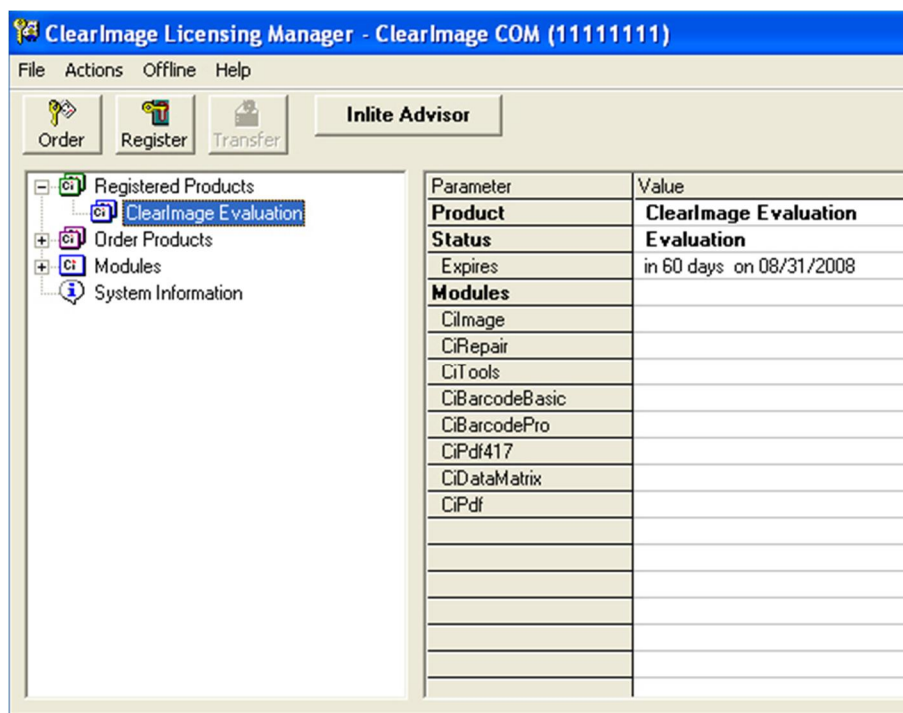 ClearImage Licensing Manager - ClearImage COM (11111111)
File Actions Offline Help
Order Register Transfer Inlite Advisor
Registered Products
ClearImage Evaluation
Order Products
Modules
System Information
Parameter Value
Product ClearImage Evaluation
Status Evaluation
Expires in 60 days on 08/31/2008
Modules
CiImage
CiRepair
CiTools
CiBarcodeBasic
CiBarcodePro
CiPdf417
CiDataMatrix
CiPdf